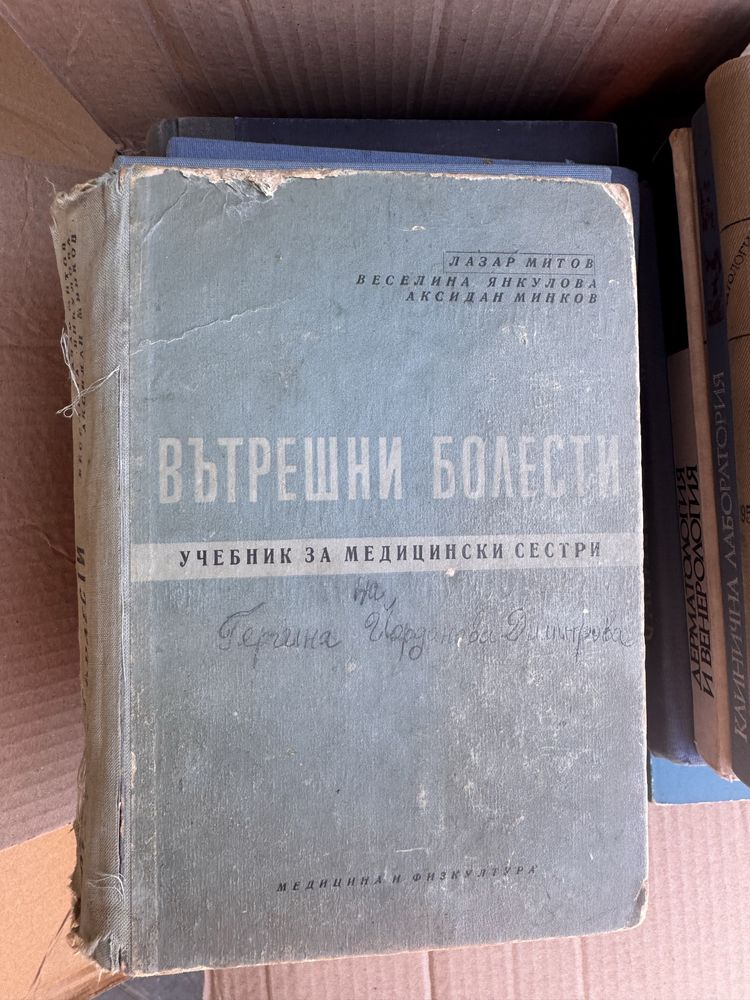 ЛАЗАР МИТОВ
ВЕСЕЛИНА ЯНКУЛОВА
АКСИДАН МИНКОВ
ВЪТРЕШНИ БОЛЕСТИ
УЧЕБНИК ЗА МЕДИЦИНСКИ СЕСТРИ
на
Гергина Йорданова Димитрова
МЕДИЦИНА И ФИЗКУЛТУРА
ДЕРМАТОЛОГИЯ
И ВЕНЕРОЛОГИЯ
КЛИНИЧНА ЛАБОРАТОРИЯ